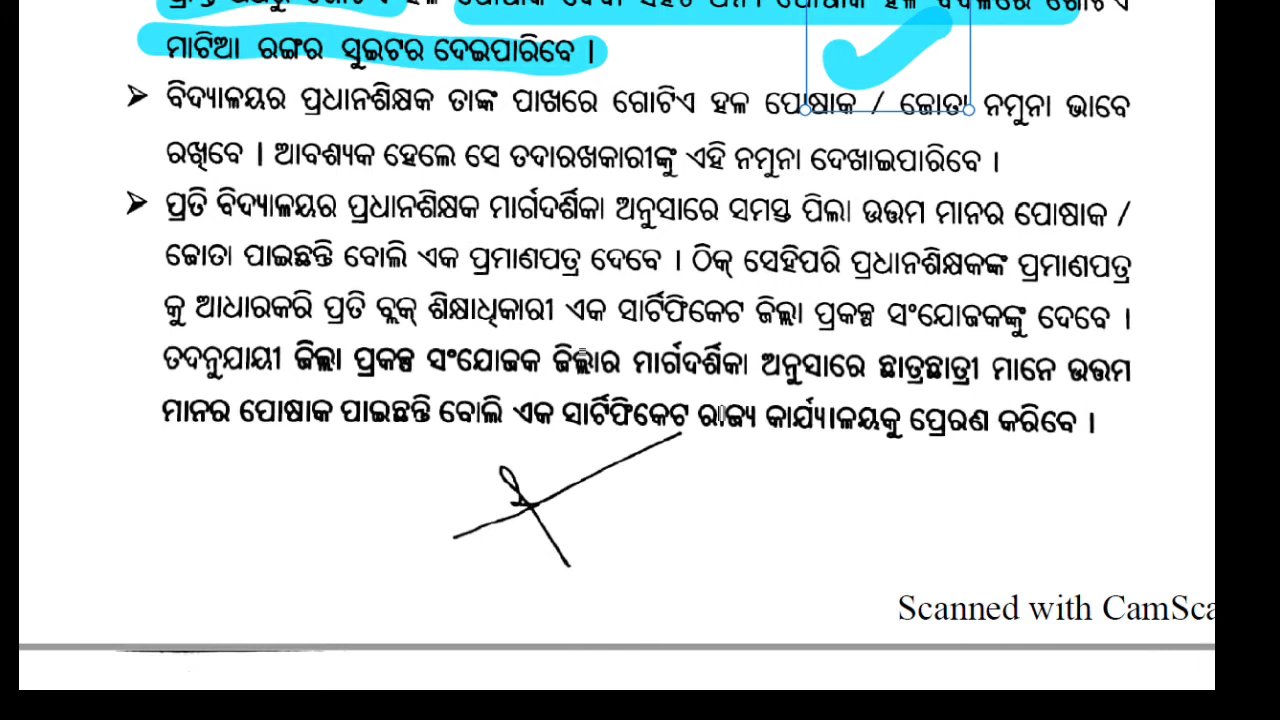 ମାଟିଆ ରଙ୍ଗର ସୁଇଟର ଦେଇପାରିବେ ।
➤ ବିଦ୍ୟାଳୟର ପ୍ରଧାନଶିକ୍ଷକ ତାଙ୍କ ପାଖରେ ଗୋଟିଏ ହଳ ପୋଷାକ / ଜୋତା ନମୁନା ଭାବେ
ରଖିବେ । ଆବଶ୍ୟକ ହେଲେ ସେ ତଦାରଖକାରୀଙ୍କୁ ଏହି ନମୁନା ଦେଖାଇପାରିବେ ।
➤ ପ୍ରତି ବିଦ୍ୟାଳୟର ପ୍ରଧାନଶିକ୍ଷକ ମାର୍ଗଦର୍ଶିକା ଅନୁସାରେ ସମସ୍ତ ପିଲା ଉତ୍ତମ ମାନର ପୋଷାକ /
ଜୋତା ପାଇଛନ୍ତି ବୋଲି ଏକ ପ୍ରମାଣପତ୍ର ଦେବେ । ଠିକ୍ ସେହିପରି ପ୍ରଧାନଶିକ୍ଷକଙ୍କ ପ୍ରମାଣପତ୍ର
କୁ ଆଧାରକରି ପ୍ରତି ବ୍ଲକ୍ ଶିକ୍ଷାଧିକାରୀ ଏକ ସାର୍ଟିଫିକେଟ ଜିଲ୍ଲା ପ୍ରକଳ୍ପ ସଂଯୋଜକଙ୍କୁ ଦେବେ ।
ତଦନୁଯାୟୀ ଜିଲ୍ଲା ପ୍ରକଳ୍ପ ସଂଯୋଜକ ଜିଲ୍ଲାର ମାର୍ଗଦର୍ଶିକା ଅନୁସାରେ ଛାତ୍ରଛାତ୍ରୀ ମାନେ ଉତ୍ତମ
ମାନର ପୋଷାକ ପାଇଛନ୍ତି ବୋଲି ଏକ ସାର୍ଟିଫିକେଟ ରାଜ୍ୟ କାର୍ଯ୍ୟାଳୟକୁ ପ୍ରେରଣ କରିବେ ।
Scanned with CamSca